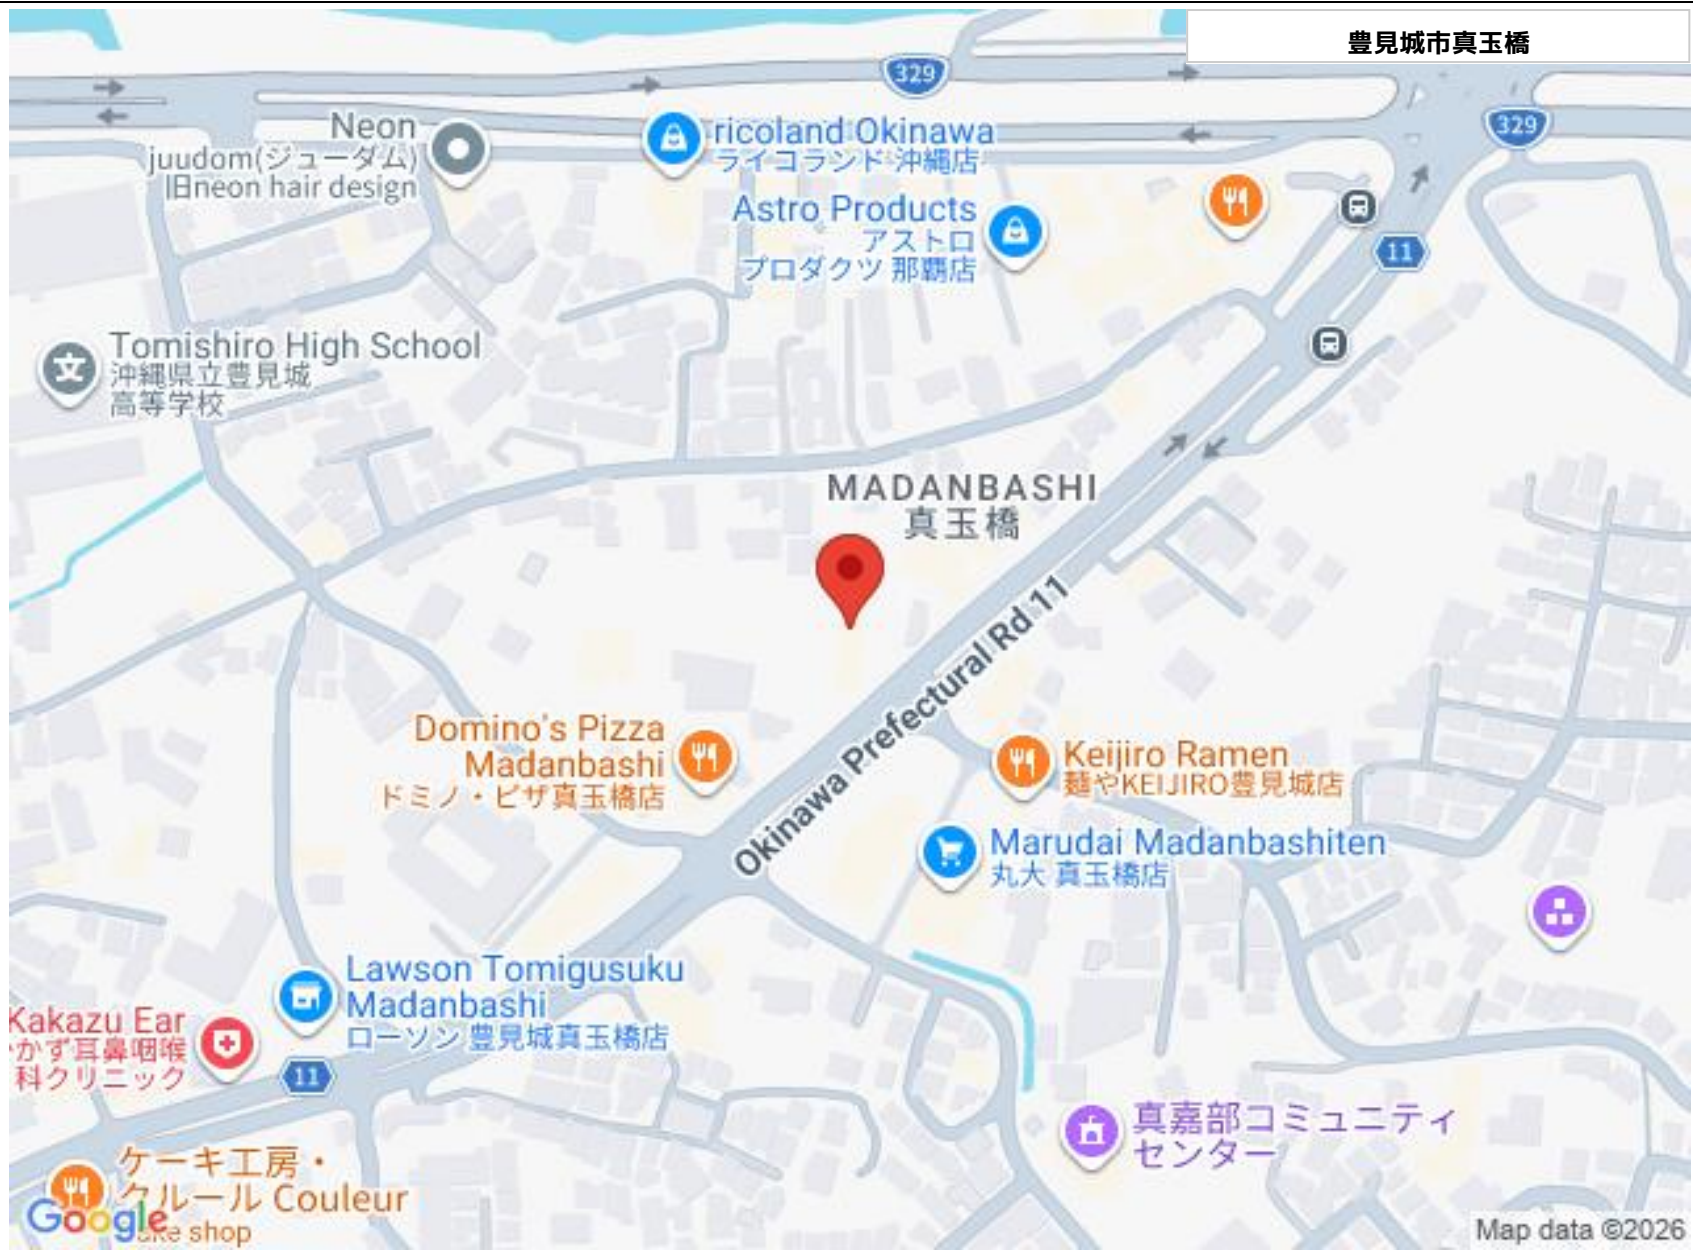 豊見城市真玉橋
329
Neon
juudom(ジューダム)
旧neon hair design
ricoland Okinawa
ライコランド 沖縄店
329
Astro Products
アストロ
プロダクツ 那覇店
11
Tomishiro High School
沖縄県立豊見城
高等学校
MADANBASHI
真玉橋
Okinawa Prefectural Rd 11
Domino's Pizza
Madanbashi
ドミノ・ピザ真玉橋店
Keijiro Ramen
麺やKEIJIRO豊見城店
Marudai Madanbashiten
丸大 真玉橋店
Lawson Tomigusuku
Madanbashi
ローソン 豊見城真玉橋店
Kakazu Ear
かず耳鼻咽喉
科クリニック
11
真嘉部コミュニティ
センター
ケーキ工房・
クルール Couleur
shop
Google
Map data ©2026